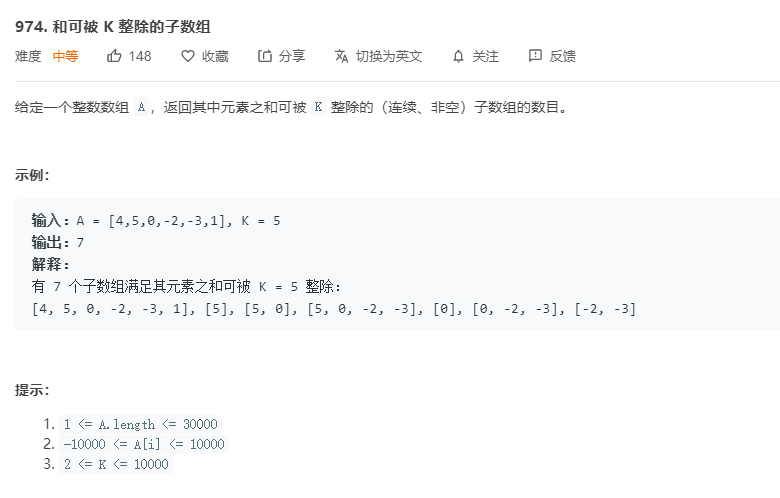 974. 和可被 K 整除的子数组
难度 中等 148 收藏 分享 切换为英文 关注 反馈
给定一个整数数组 A，返回其中元素之和可被 K 整除的（连续、非空）子数组的数目。
示例：
输入：A = [4,5,0,-2,-3,1], K = 5
输出：7
解释：
有 7 个子数组满足其元素之和可被 K = 5 整除：
[4, 5, 0, -2, -3, 1], [5], [5, 0], [5, 0, -2, -3], [0], [0, -2, -3], [-2, -3]
提示：
1. 1 <= A.length <= 30000
2. -10000 <= A[i] <= 10000
3. 2 <= K <= 10000